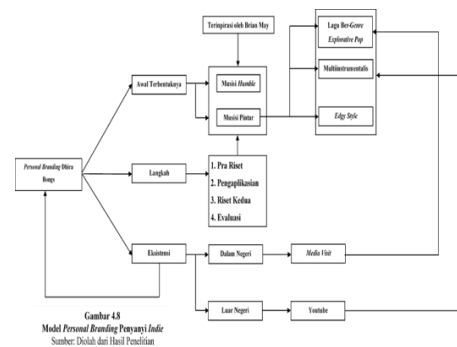 Terinspirasi oleh Brian May
Lagu Ber-Genre
Explorative Pop
Awal Terbentuknya
Musisi Humble
Multiinstrumentalis
Musisi Pintar
Edgy Style
Personal Branding Dhira
Bongs
Langkah
1. Pra Riset
2. Pengaplikasian
3. Riset Kedua
4. Evaluasi
Eksistensi
Dalam Negeri
Media Visit
Luar Negeri
Youtube
Gambar 4.8
Model Personal Branding Penyanyi Indie
Sumber: Diolah dari Hasil Penelitian